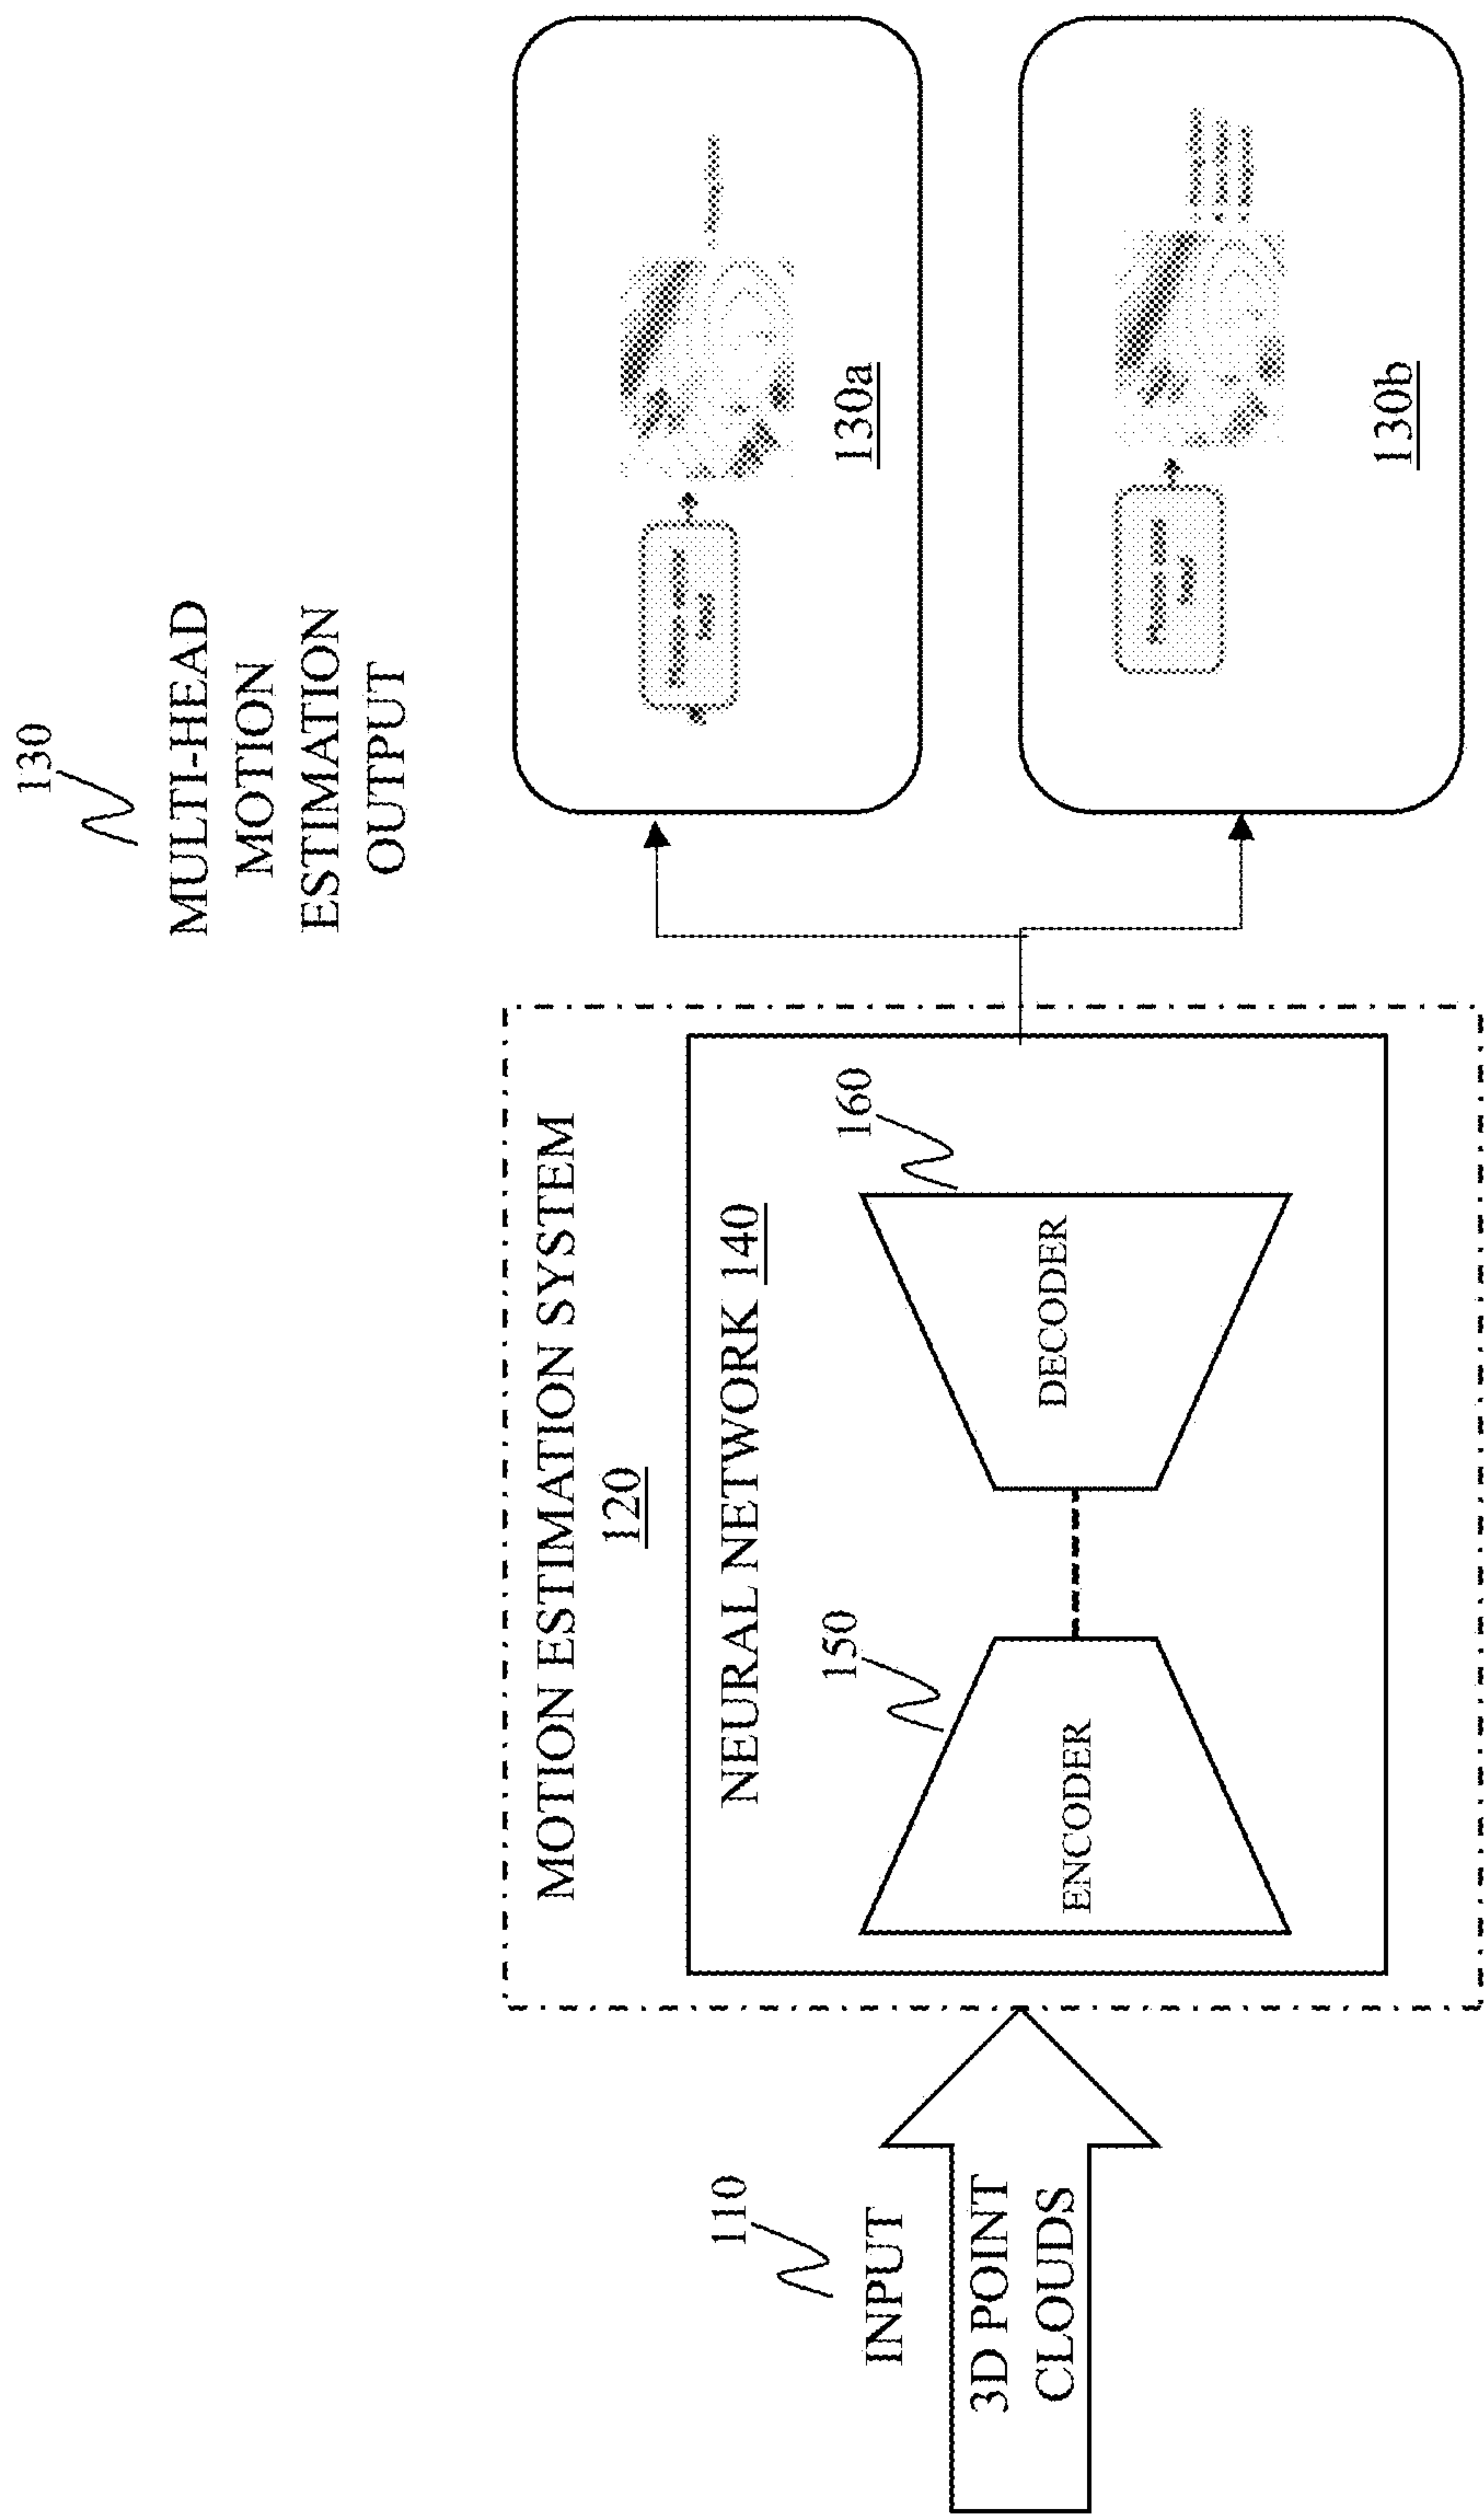 110
INPUT
3D POINT
CLOUDS
MOTION ESTIMATION SYSTEM
120
NEURAL NETWORK 140
150
ENCODER
160
DECODER
130
MULTI-HEAD
MOTION
ESTIMATION
OUTPUT
130a
130b